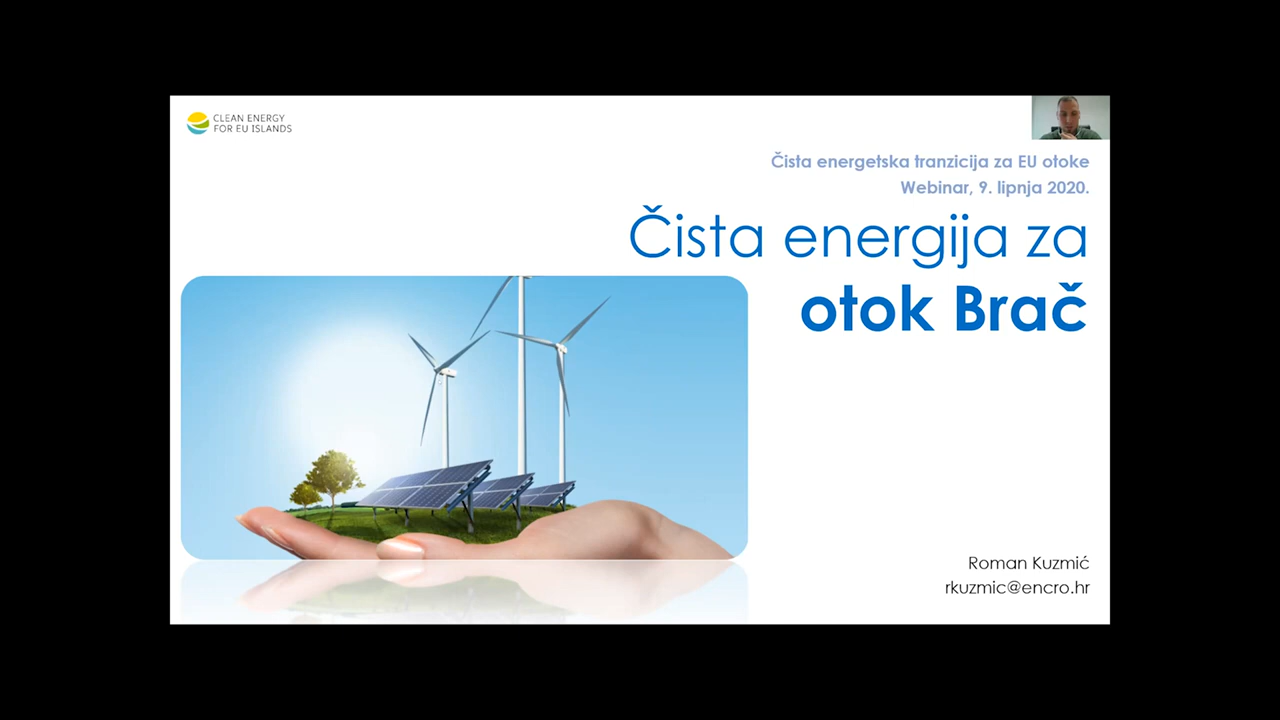 CLEAN ENERGY
FOR EU ISLANDS
Čista energetska tranzicija za EU otoke
Webinar, 9. lipnja 2020.
Čista energija za
otok Brač
Roman Kuzmić
rkuzmic@encro.hr